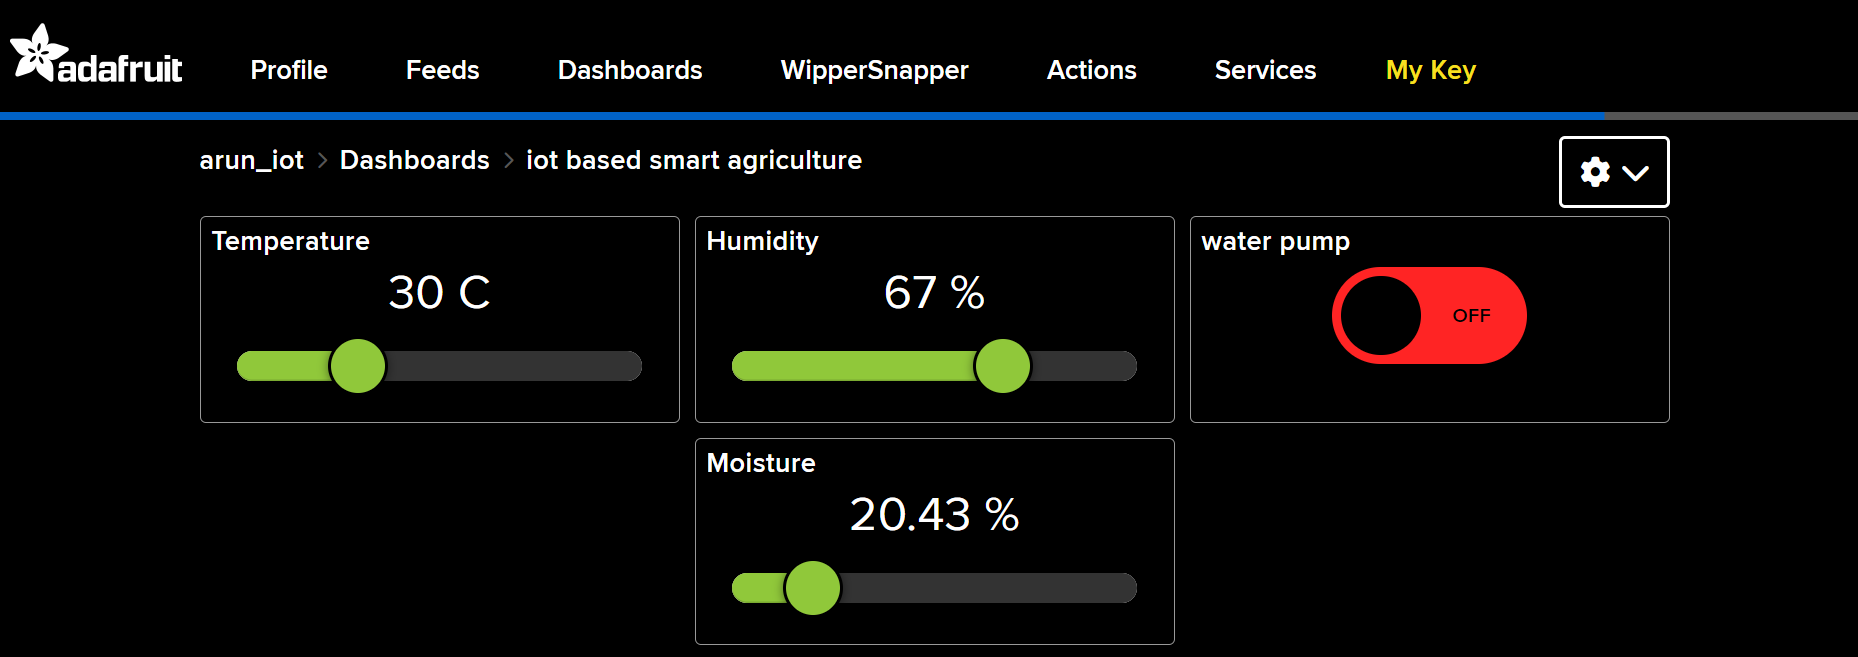 adafruit
Profile Feeds Dashboards WipperSnapper Actions Services My Key
arun_iot > Dashboards > iot based smart agriculture
Temperature
30 C
Humidity
67 %
water pump
OFF
Moisture
20.43 %